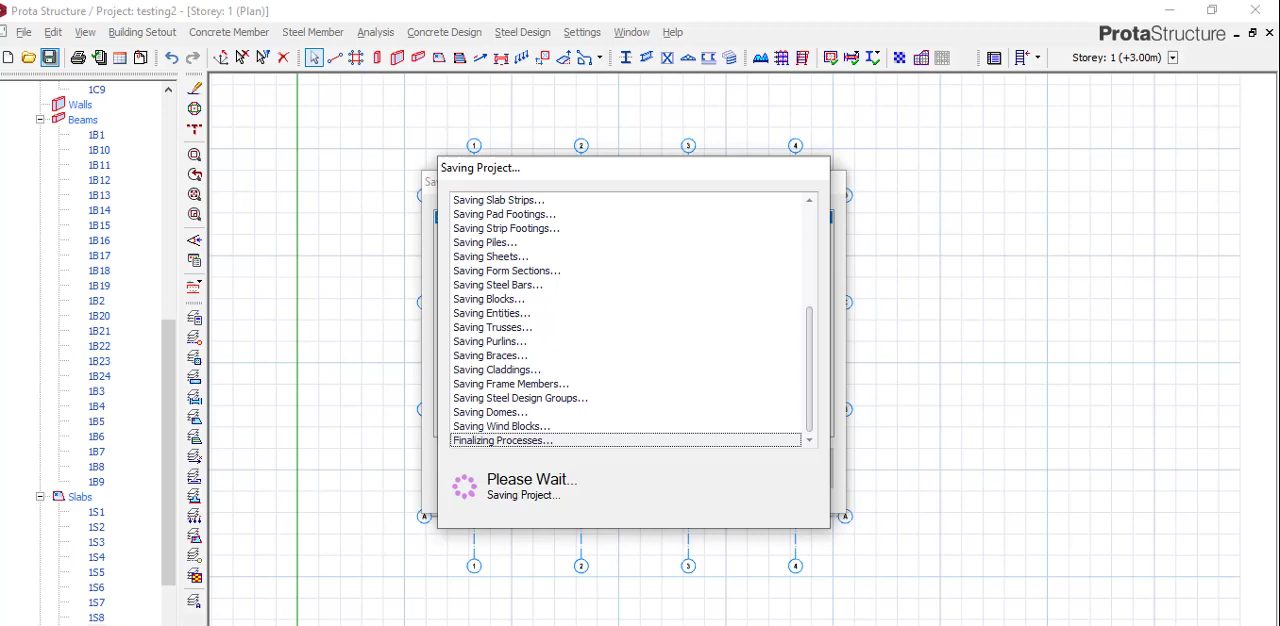 Prota Structure / Project: testing2 - [Storey: 1 (Plan)]
File Edit View Building Setout Concrete Member Steel Member Analysis Concrete Design Steel Design Settings Window Help
ProtaStructure
Storey: 1 (+3.00m)
1C9
Walls
Beams
1B1
1B10
1B11
1B12
1B13
1B14
1B15
1B16
1B17
1B18
1B19
1B2
1B20
1B21
1B22
1B23
1B24
1B3
1B4
1B5
1B6
1B7
1B8
1B9
Slabs
1S1
1S2
1S3
1S4
1S5
1S6
1S7
1S8
1 2 3 4
Sa
Saving Project...
Saving Slab Strips...
Saving Pad Footings...
Saving Strip Footings...
Saving Piles...
Saving Sheets...
Saving Form Sections...
Saving Steel Bars...
Saving Blocks...
Saving Entities...
Saving Trusses...
Saving Purlins...
Saving Braces...
Saving Claddings...
Saving Frame Members...
Saving Steel Design Groups...
Saving Domes...
Saving Wind Blocks...
Finalizing Processes...
Please Wait...
Saving Project...
A A
1 2 3 4